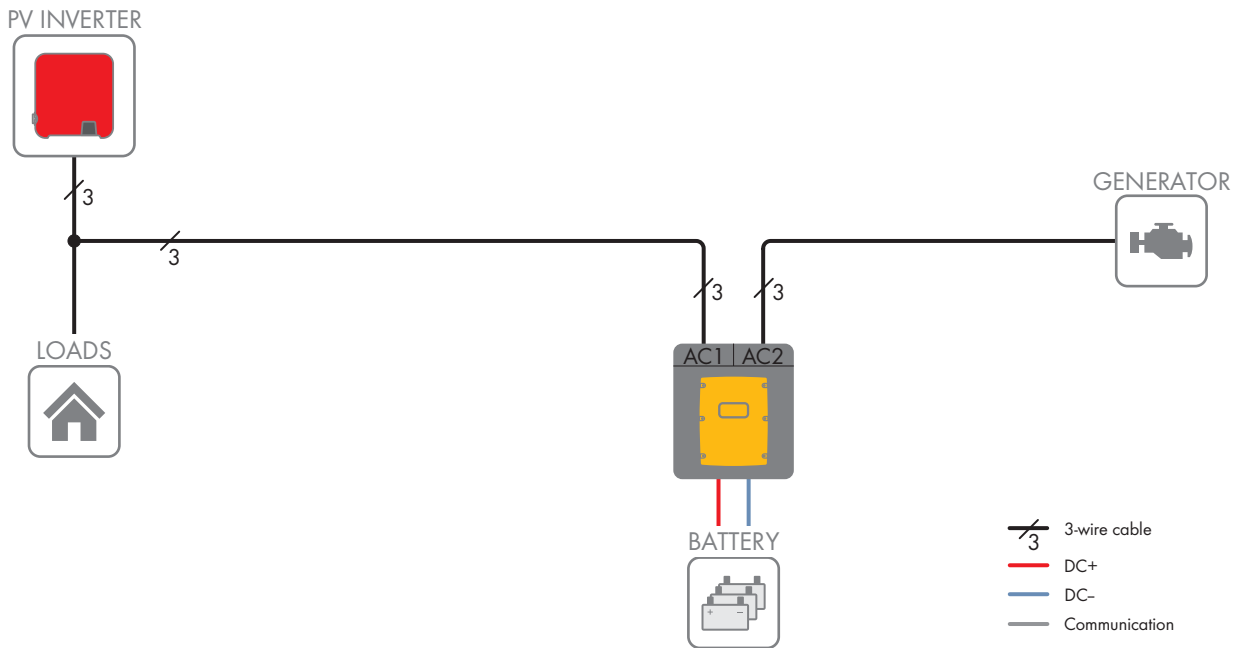 PV INVERTER
3
3
GENERATOR
3
3
LOADS
AC1 AC2
BATTERY
+ –
3 3-wire cable
DC+
DC–
Communication